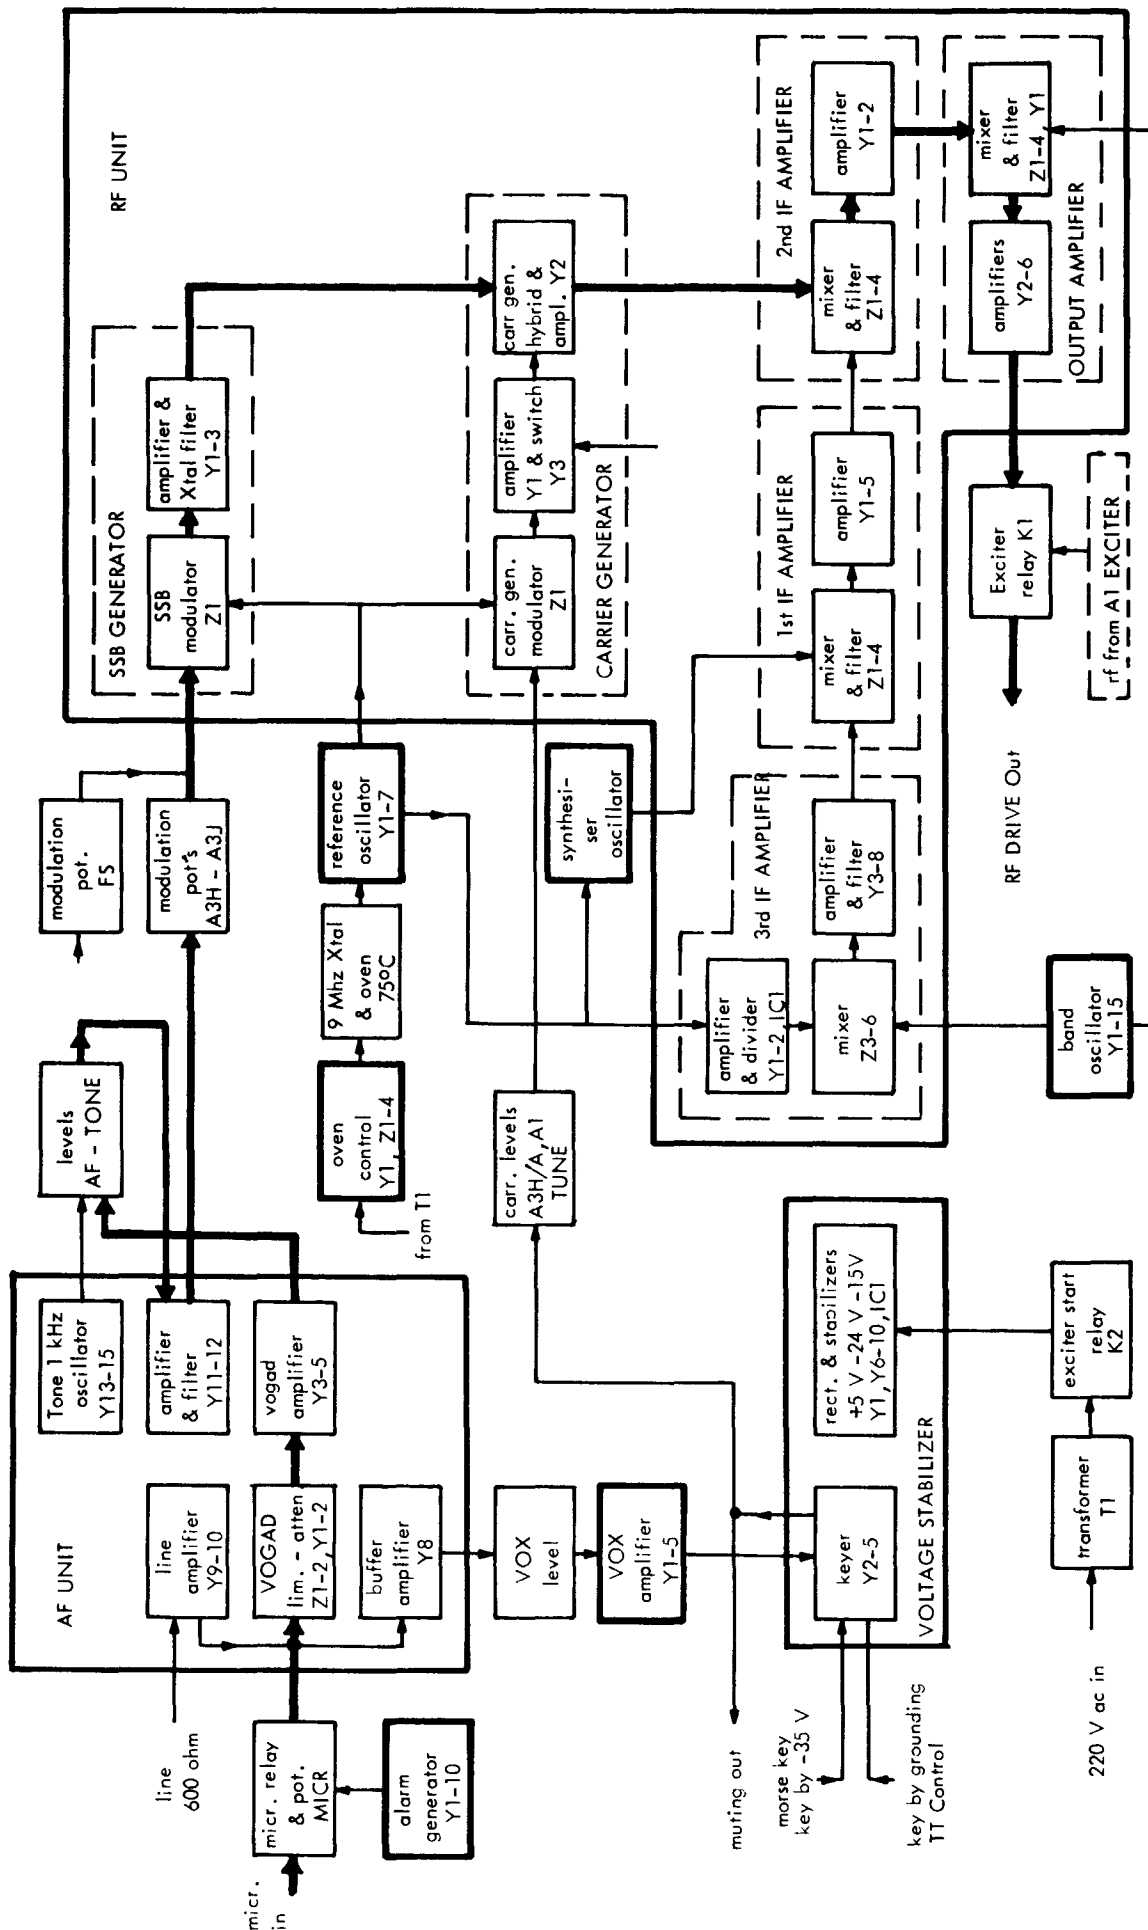 AF UNIT
line
600 ohm
micr.
in
micr. relay
& pot.
MICR
alarm
generator
Y1-10
line
amplifier
Y9-10
VOGAD
lim. - atten
Z1-2, Y1-2
buffer
amplifier
Y8
Tone 1 kHz
oscillator
Y13-15
amplifier
& filter
Y11-12
vogad
amplifier
Y3-5
levels
AF - TONE
modulation
pot.
FS
modulation
pot's
A3H - A3J
VOX
level
VOX
amplifier
Y1-5
from T1
oven
control
Y1, Z1-4
9 Mhz Xtal
& oven
75°C
reference
oscillator
Y1-7
carr. levels
A3H/A, A1
TUNE
synthesi-
ser
oscillator
RF UNIT
SSB GENERATOR
SSB
modulator
Z1
amplifier &
Xtal filter
Y1-3
carr. gen.
modulator
Z1
amplifier
Y1 & switch
Y3
carr gen.
hybrid &
ampl. Y2
CARRIER GENERATOR
3rd IF AMPLIFIER
amplifier
& divider
Y1-2, IC1
mixer
Z3-6
amplifier
& filter
Y3-8
1st IF AMPLIFIER
mixer
& filter
Z1-4
amplifier
Y1-5
2nd IF AMPLIFIER
mixer
& filter
Z1-4
amplifier
Y1-2
mixer
& filter
Z1-4, Y1
amplifiers
Y2-6
OUTPUT AMPLIFIER
Exciter
relay K1
rf from A1 EXCITER
RF DRIVE Out
band
oscillator
Y1-15
muting out
morse key
key by -35 V
key by grounding
TT Control
keyer
Y2-5
rect. & stabilizers
+5 V -24 V -15V
Y1, Y6-10, IC1
VOLTAGE STABILIZER
220 V ac in
transformer
T1
exciter start
relay
K2